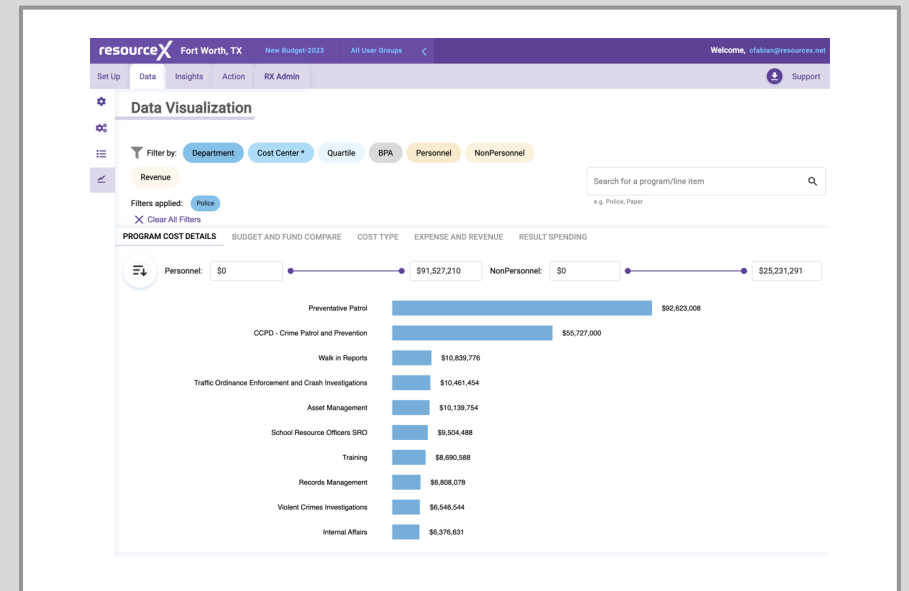 resourceX Fort Worth, TX New Budget-2023 All User Groups Welcome, cfabian@resourcex.net
Set Up Data Insights Action RX Admin Support
Data Visualization
Filter by: Department Cost Center * Quartile BPA Personnel NonPersonnel
Revenue
Search for a program/line item
e.g. Police, Paper
Filters applied: Police
Clear All Filters
PROGRAM COST DETAILS BUDGET AND FUND COMPARE COST TYPE EXPENSE AND REVENUE RESULT SPENDING
Personnel: $0 $91,527,210 NonPersonnel: $0 $25,231,291
Preventative Patrol $92,623,008
CCPD - Crime Patrol and Prevention $55,727,000
Walk in Reports $10,839,776
Traffic Ordinance Enforcement and Crash Investigations $10,461,454
Asset Management $10,139,754
School Resource Officers SRO $9,504,488
Training $8,690,588
Records Management $6,808,078
Violent Crimes Investigations $6,546,544
Internal Affairs $6,376,631